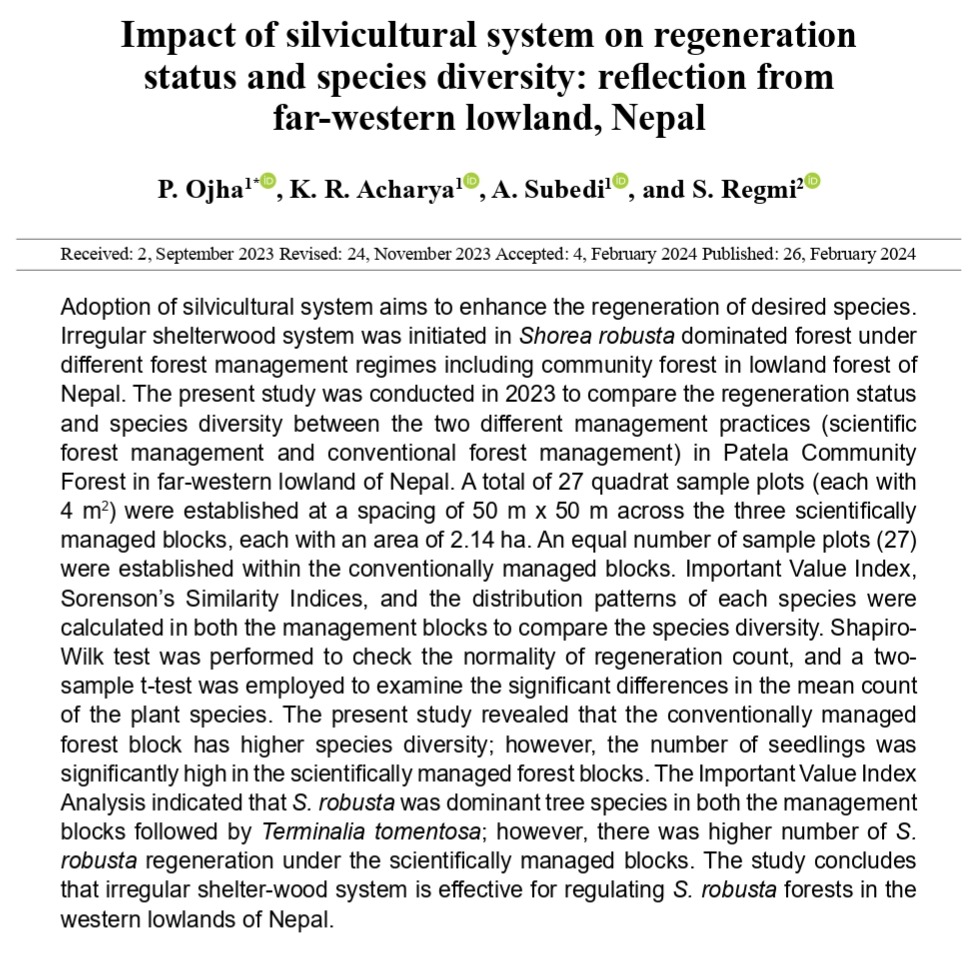 Impact of silvicultural system on regeneration
status and species diversity: reflection from
far-western lowland, Nepal
P. Ojha¹*, K. R. Acharya¹, A. Subedi¹, and S. Regmi²
Received: 2, September 2023 Revised: 24, November 2023 Accepted: 4, February 2024 Published: 26, February 2024
Adoption of silvicultural system aims to enhance the regeneration of desired species.
Irregular shelterwood system was initiated in Shorea robusta dominated forest under
different forest management regimes including community forest in lowland forest of
Nepal. The present study was conducted in 2023 to compare the regeneration status
and species diversity between the two different management practices (scientific
forest management and conventional forest management) in Patela Community
Forest in far-western lowland of Nepal. A total of 27 quadrat sample plots (each with
4 m²) were established at a spacing of 50 m x 50 m across the three scientifically
managed blocks, each with an area of 2.14 ha. An equal number of sample plots (27)
were established within the conventionally managed blocks. Important Value Index,
Sorenson’s Similarity Indices, and the distribution patterns of each species were
calculated in both the management blocks to compare the species diversity. Shapiro-
Wilk test was performed to check the normality of regeneration count, and a two-
sample t-test was employed to examine the significant differences in the mean count
of the plant species. The present study revealed that the conventionally managed
forest block has higher species diversity; however, the number of seedlings was
significantly high in the scientifically managed forest blocks. The Important Value Index
Analysis indicated that S. robusta was dominant tree species in both the management
blocks followed by Terminalia tomentosa; however, there was higher number of S.
robusta regeneration under the scientifically managed blocks. The study concludes
that irregular shelter-wood system is effective for regulating S. robusta forests in the
western lowlands of Nepal.